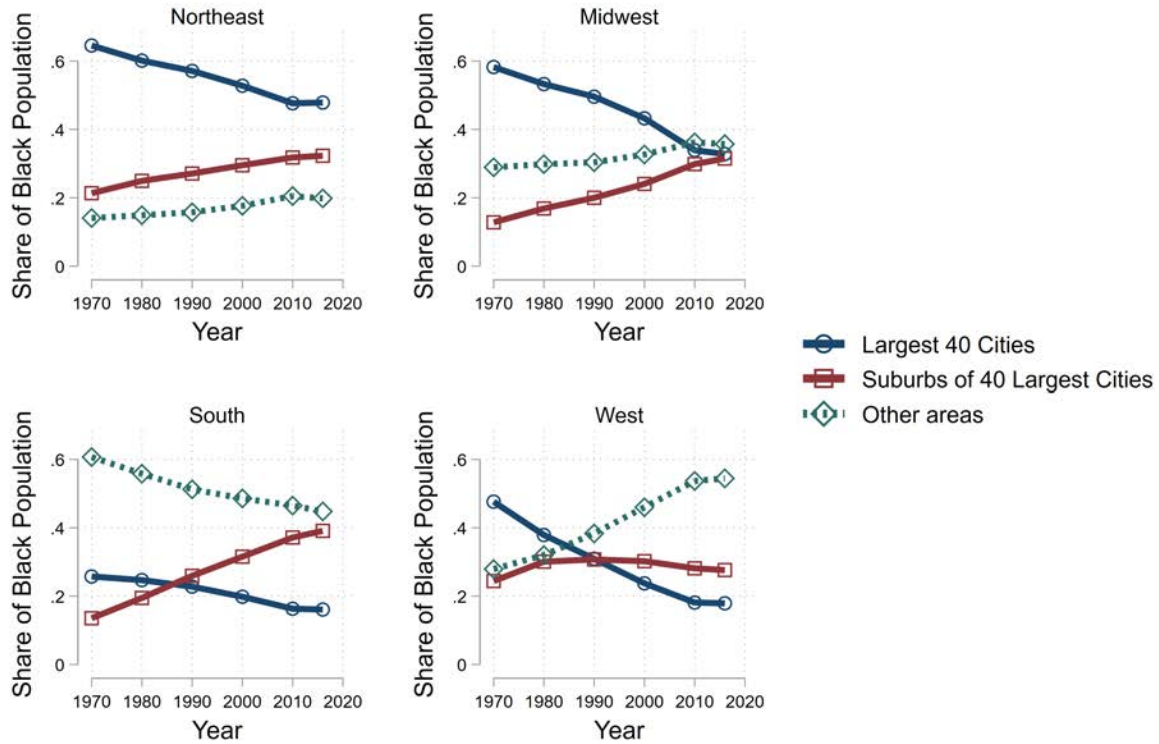 Northeast
Share of Black Population
.6
.4
.2
0
1970 1980 1990 2000 2010 2020
Year
Midwest
Share of Black Population
.6
.4
.2
0
1970 1980 1990 2000 2010 2020
Year
South
Share of Black Population
.6
.4
.2
0
1970 1980 1990 2000 2010 2020
Year
West
Share of Black Population
.6
.4
.2
0
1970 1980 1990 2000 2010 2020
Year
Largest 40 Cities
Suburbs of 40 Largest Cities
Other areas